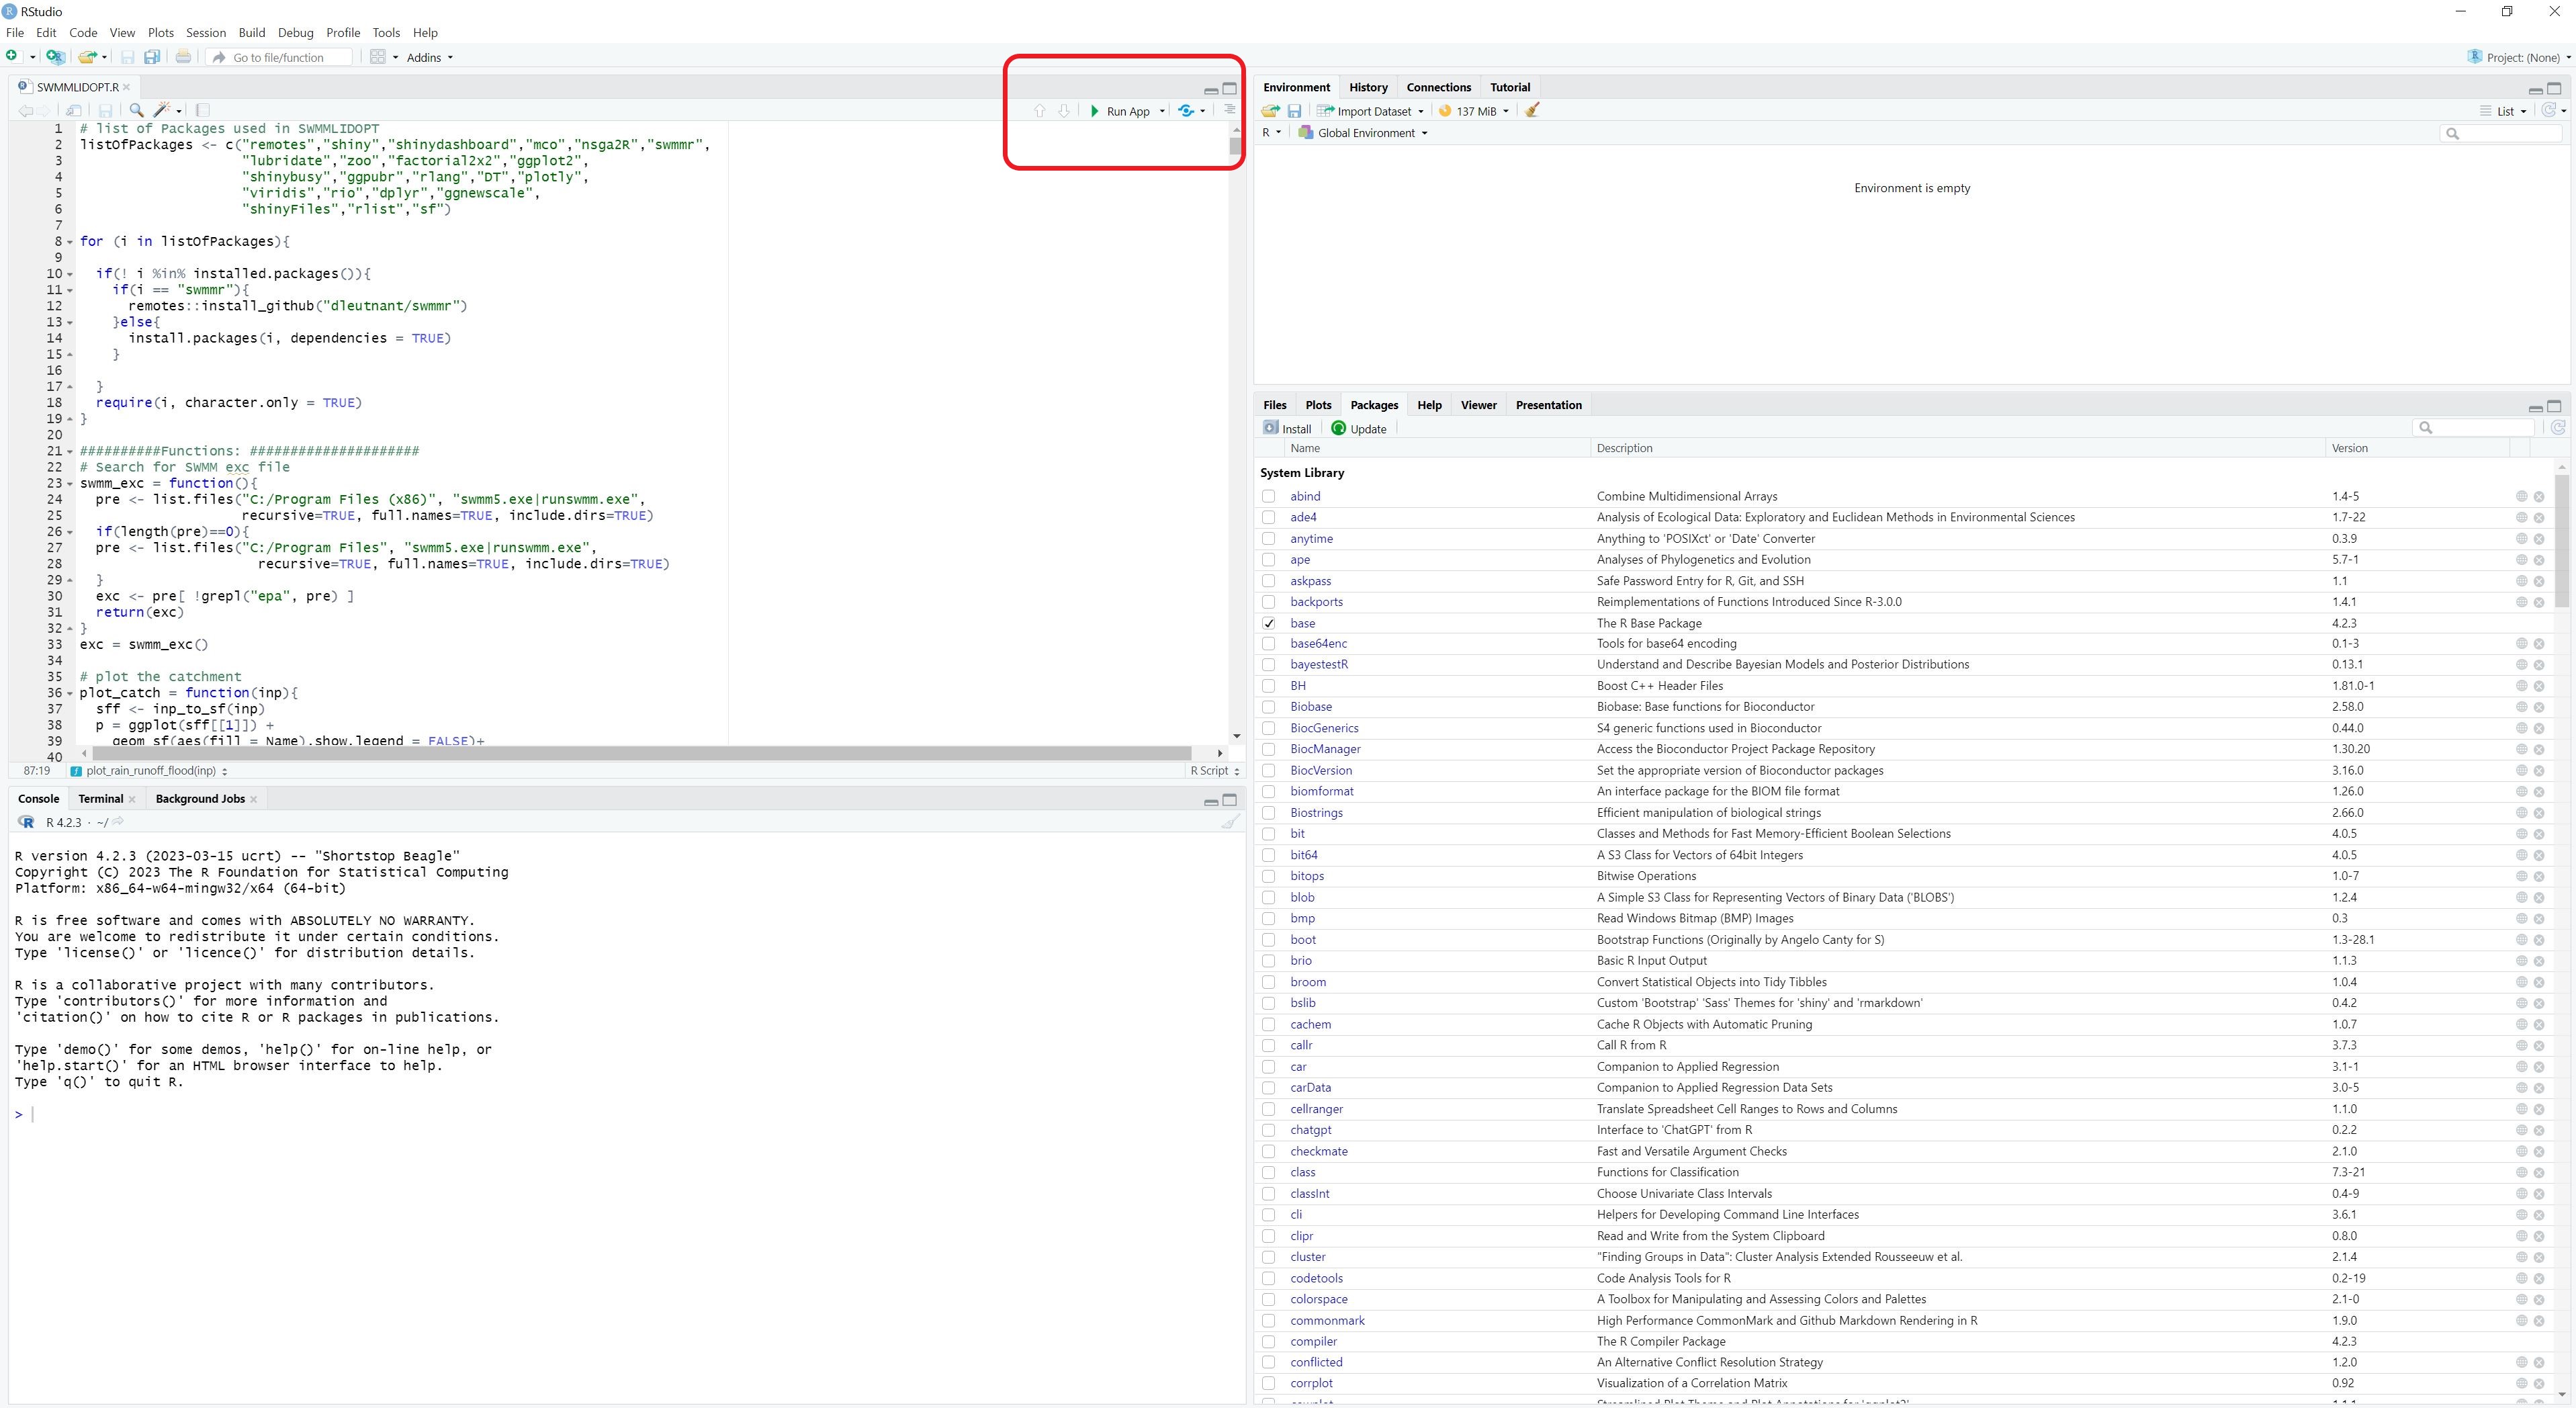 RStudio
File Edit Code View Plots Session Build Debug Profile Tools Help
Go to file/function Addins Project: (None)
SWMMLIDOPT.R
Run App
1 # list of Packages used in SWMMLIDOPT
2 listOfPackages <- c("remotes","shiny","shinydashboard","mco","nsga2R","swmmr",
3 "lubridate","zoo","factorial2x2","ggplot2",
4 "shinybusy","ggpubr","rlang","DT","plotly",
5 "viridis","rio","dplyr","ggnewscale",
6 "shinyFiles","rlist","sf")
7
8 for (i in listOfPackages){
9
10 if(! i %in% installed.packages()){
11 if(i == "swmmr"){
12 remotes::install_github("dleutnant/swmmr")
13 }else{
14 install.packages(i, dependencies = TRUE)
15 }
16
17 }
18 require(i, character.only = TRUE)
19 }
20
21 ##########Functions: #####################
22 # Search for SWMM exc file
23 swmm_exc = function(){
24 pre <- list.files("C:/Program Files (x86)", "swmm5.exe|runswmm.exe",
25 recursive=TRUE, full.names=TRUE, include.dirs=TRUE)
26 if(length(pre)==0){
27 pre <- list.files("C:/Program Files", "swmm5.exe|runswmm.exe",
28 recursive=TRUE, full.names=TRUE, include.dirs=TRUE)
29 }
30 exc <- pre[ !grepl("epa", pre) ]
31 return(exc)
32 }
33 exc = swmm_exc()
34
35 # plot the catchment
36 plot_catch = function(inp){
37 sff <- inp_to_sf(inp)
38 p = ggplot(sff[[1]]) +
39 geom_sf(aes(fill = Name),show.legend = FALSE)+
40
87:19 plot_rain_runoff_flood(inp) R Script
Console Terminal Background Jobs
R 4.2.3 · ~/
R version 4.2.3 (2023-03-15 ucrt) -- "Shortstop Beagle"
Copyright (C) 2023 The R Foundation for Statistical Computing
Platform: x86_64-w64-mingw32/x64 (64-bit)
R is free software and comes with ABSOLUTELY NO WARRANTY.
You are welcome to redistribute it under certain conditions.
Type 'license()' or 'licence()' for distribution details.
R is a collaborative project with many contributors.
Type 'contributors()' for more information and
'citation()' on how to cite R or R packages in publications.
Type 'demo()' for some demos, 'help()' for on-line help, or
'help.start()' for an HTML browser interface to help.
Type 'q()' to quit R.
>
Environment History Connections Tutorial
Import Dataset 137 MiB List
R Global Environment
Environment is empty
Files Plots Packages Help Viewer Presentation
Install Update
Name Description Version
System Library
abind Combine Multidimensional Arrays 1.4-5
ade4 Analysis of Ecological Data: Exploratory and Euclidean Methods in Environmental Sciences 1.7-22
anytime Anything to 'POSIXct' or 'Date' Converter 0.3.9
ape Analyses of Phylogenetics and Evolution 5.7-1
askpass Safe Password Entry for R, Git, and SSH 1.1
backports Reimplementations of Functions Introduced Since R-3.0.0 1.4.1
base The R Base Package 4.2.3
base64enc Tools for base64 encoding 0.1-3
bayestestR Understand and Describe Bayesian Models and Posterior Distributions 0.13.1
BH Boost C++ Header Files 1.81.0-1
Biobase Biobase: Base functions for Bioconductor 2.58.0
BiocGenerics S4 generic functions used in Bioconductor 0.44.0
BiocManager Access the Bioconductor Project Package Repository 1.30.20
BiocVersion Set the appropriate version of Bioconductor packages 3.16.0
biomformat An interface package for the BIOM file format 1.26.0
Biostrings Efficient manipulation of biological strings 2.66.0
bit Classes and Methods for Fast Memory-Efficient Boolean Selections 4.0.5
bit64 A S3 Class for Vectors of 64bit Integers 4.0.5
bitops Bitwise Operations 1.0-7
blob A Simple S3 Class for Representing Vectors of Binary Data ('BLOBS') 1.2.4
bmp Read Windows Bitmap (BMP) Images 0.3
boot Bootstrap Functions (Originally by Angelo Canty for S) 1.3-28.1
brio Basic R Input Output 1.1.3
broom Convert Statistical Objects into Tidy Tibbles 1.0.4
bslib Custom 'Bootstrap' 'Sass' Themes for 'shiny' and 'rmarkdown' 0.4.2
cachem Cache R Objects with Automatic Pruning 1.0.7
callr Call R from R 3.7.3
car Companion to Applied Regression 3.1-1
carData Companion to Applied Regression Data Sets 3.0-5
cellranger Translate Spreadsheet Cell Ranges to Rows and Columns 1.1.0
chatgpt Interface to 'ChatGPT' from R 0.2.2
checkmate Fast and Versatile Argument Checks 2.1.0
class Functions for Classification 7.3-21
classInt Choose Univariate Class Intervals 0.4-9
cli Helpers for Developing Command Line Interfaces 3.6.1
clipr Read and Write from the System Clipboard 0.8.0
cluster "Finding Groups in Data": Cluster Analysis Extended Rousseeuw et al. 2.1.4
codetools Code Analysis Tools for R 0.2-19
colorspace A Toolbox for Manipulating and Assessing Colors and Palettes 2.1-0
commonmark High Performance CommonMark and Github Markdown Rendering in R 1.9.0
compiler The R Compiler Package 4.2.3
conflicted An Alternative Conflict Resolution Strategy 1.2.0
corrplot Visualization of a Correlation Matrix 0.92